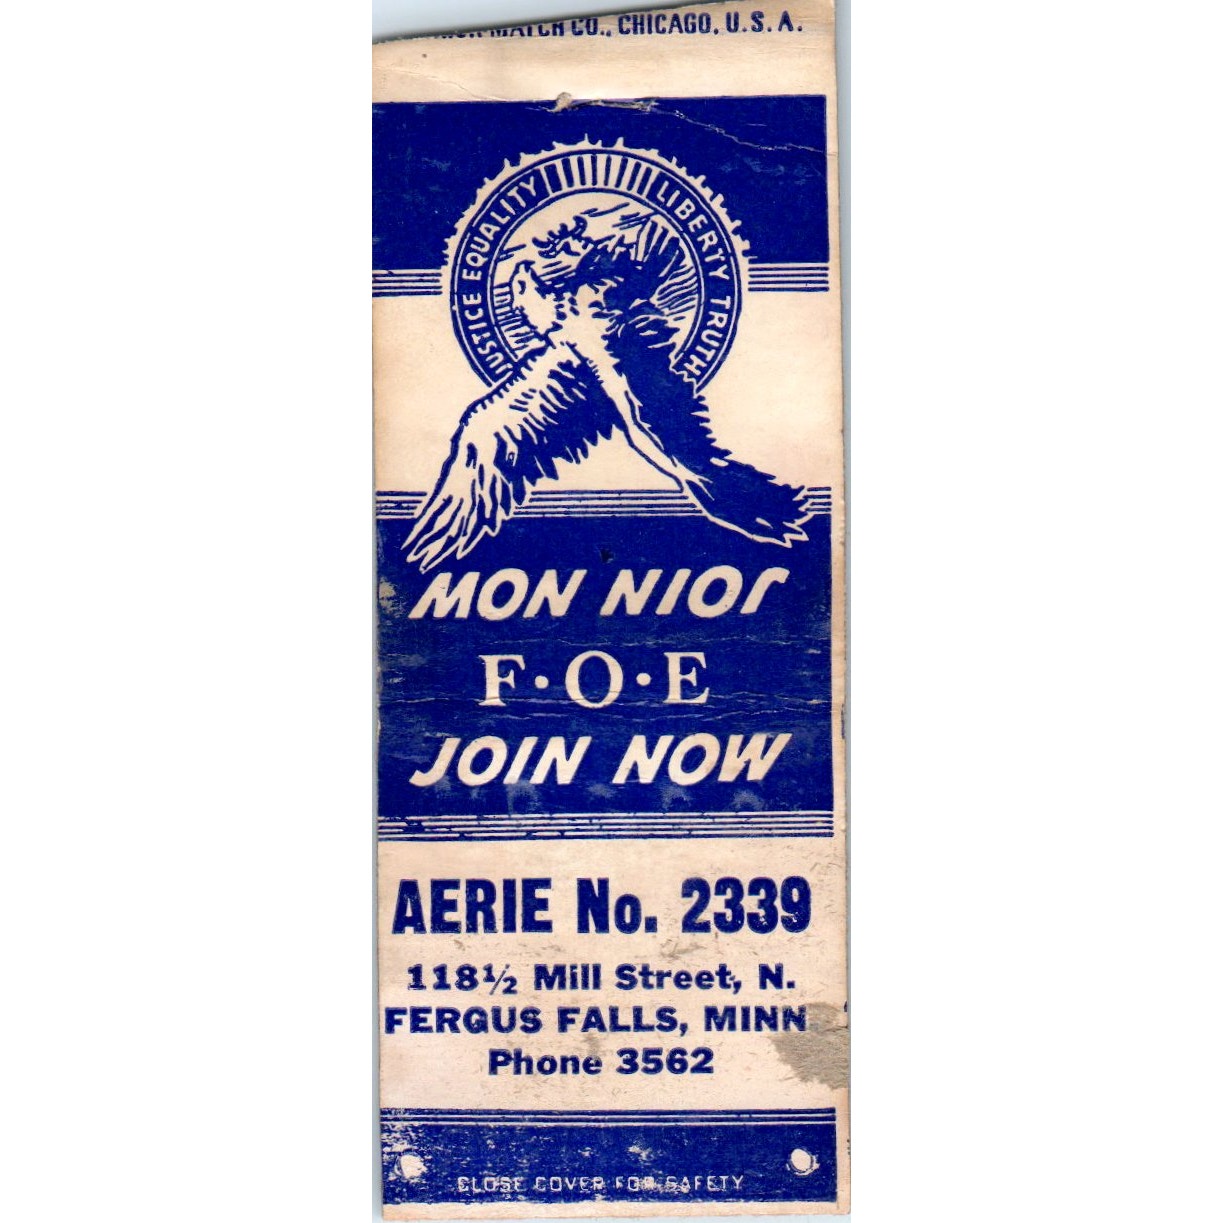 MATCH CO., CHICAGO, U.S.A.
JUSTICE EQUALITY LIBERTY TRUTH
MON NIOJ
F·O·E
JOIN NOW
AERIE No. 2339
118½ Mill Street, N.
FERGUS FALLS, MINN
Phone 3562
CLOSE COVER FOR SAFETY